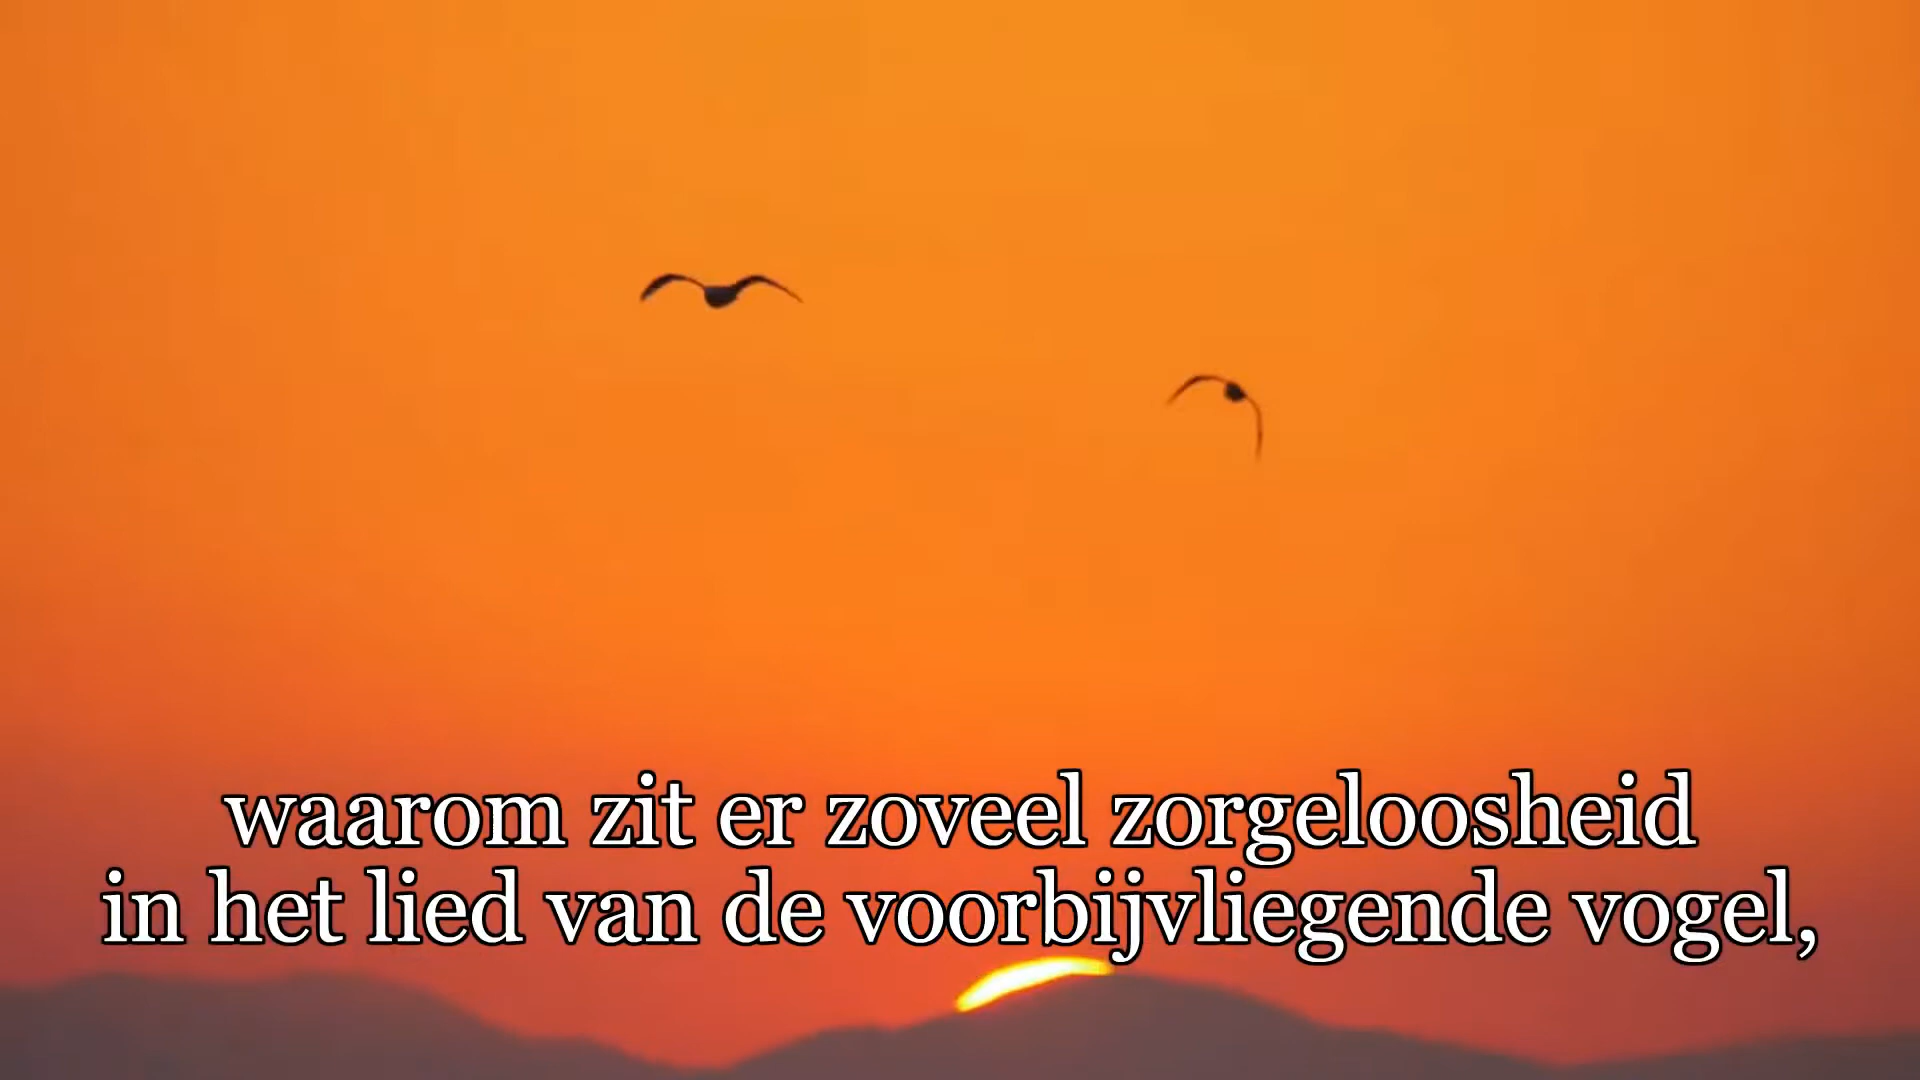 waarom zit er zoveel zorgeloosheid
in het lied van de voorbijvliegende vogel,